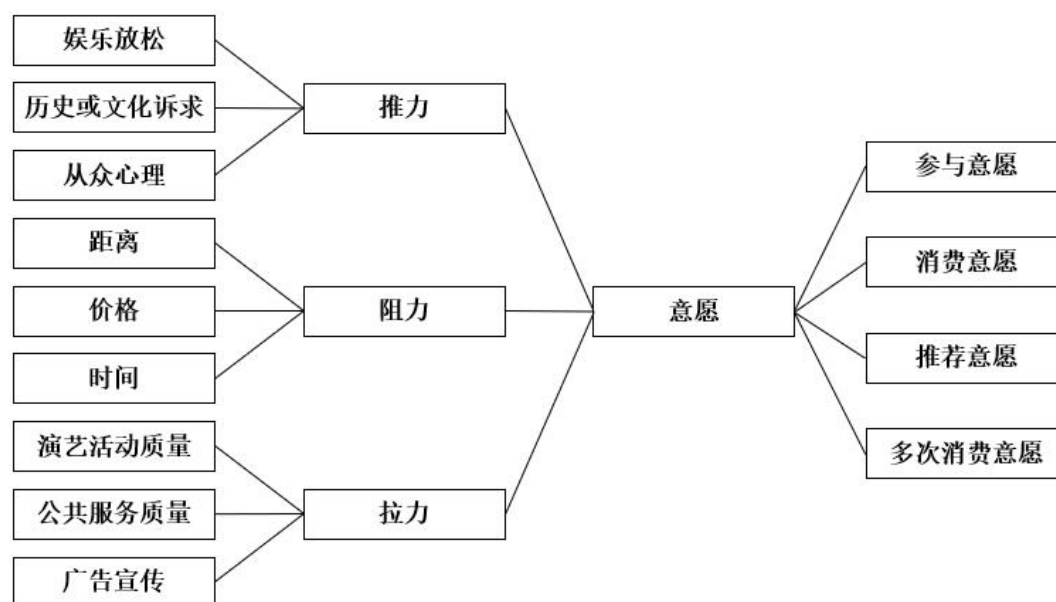 娱乐放松
历史或文化诉求
从众心理
距离
价格
时间
演艺活动质量
公共服务质量
广告宣传
推力
阻力
拉力
意愿
参与意愿
消费意愿
推荐意愿
多次消费意愿